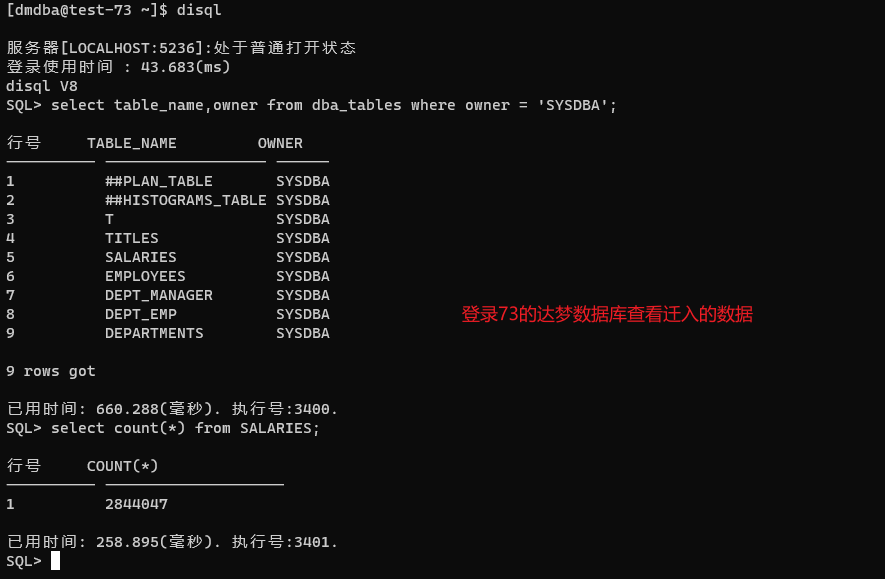 [dmdba@test-73 ~]$ disql
服务器[LOCALHOST:5236]:处于普通打开状态
登录使用时间 : 43.683(ms)
disql V8
SQL> select table_name,owner from dba_tables where owner = 'SYSDBA';
行号 TABLE_NAME OWNER
---------- ------------------ ------
1 ##PLAN_TABLE SYSDBA
2 ##HISTOGRAMS_TABLE SYSDBA
3 T SYSDBA
4 TITLES SYSDBA
5 SALARIES SYSDBA
6 EMPLOYEES SYSDBA
7 DEPT_MANAGER SYSDBA
8 DEPT_EMP SYSDBA
9 DEPARTMENTS SYSDBA
登录73的达梦数据库查看迁入的数据
9 rows got
已用时间: 660.288(毫秒). 执行号:3400.
SQL> select count(*) from SALARIES;
行号 COUNT(*)
---------- --------------------
1 2844047
已用时间: 258.895(毫秒). 执行号:3401.
SQL>